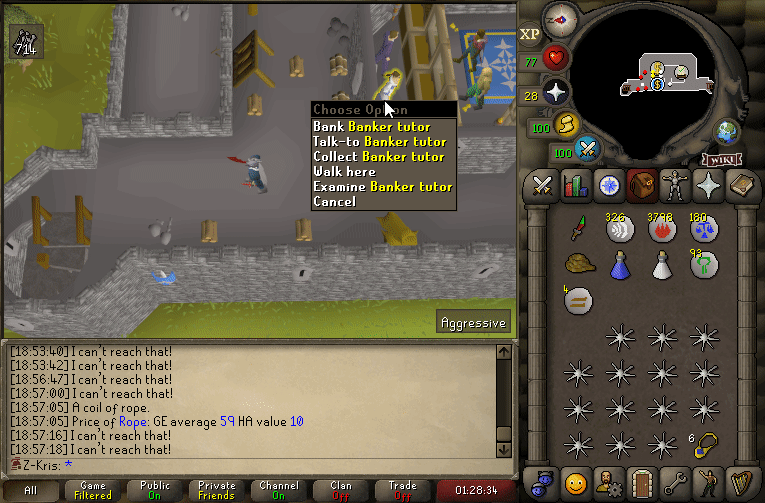 714
XP
77
28
100
100
WIKI
Choose Option
Bank Banker tutor
Talk-to Banker tutor
Collect Banker tutor
Walk here
Examine Banker tutor
Cancel
326
3798
180
93
4
6
Aggressive
[18:53:40] I can't reach that!
[18:53:42] I can't reach that!
[18:56:47] I can't reach that!
[18:57:00] I can't reach that!
[18:57:05] A coil of rope.
[18:57:05] Price of Rope: GE average 59 HA value 10
[18:57:16] I can't reach that!
[18:57:18] I can't reach that!
Z-Kris: *
All
Game
Filtered
Public
On
Private
Friends
Channel
On
Clan
Off
Trade
Off
01:28:34